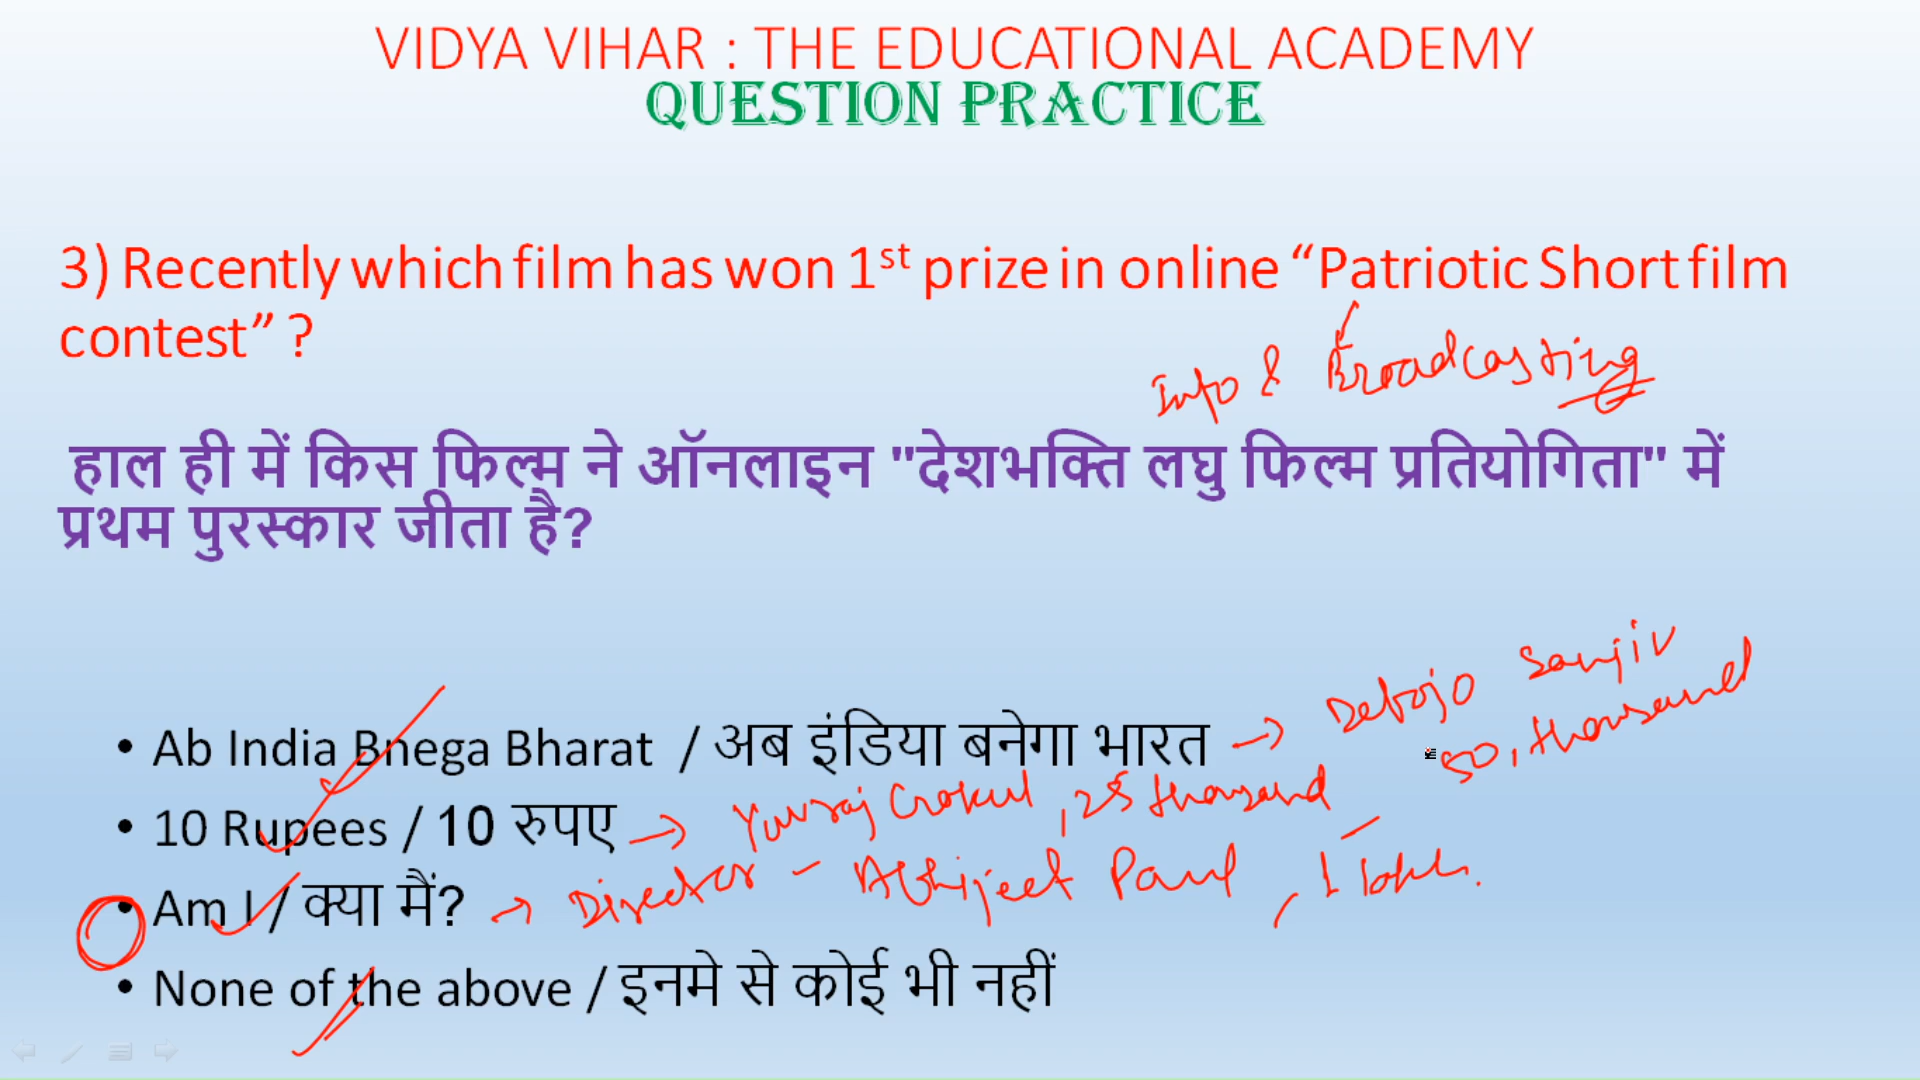 VIDYA VIHAR : THE EDUCATIONAL ACADEMY
QUESTION PRACTICE
3) Recently which film has won 1st prize in online “Patriotic Short film
contest” ?
Info & Broadcasting
हाल ही में किस फिल्म ने ऑनलाइन "देशभक्ति लघु फिल्म प्रतियोगिता" में
प्रथम पुरस्कार जीता है?
• Ab India Bnega Bharat / अब इंडिया बनेगा भारत → Debojo Sanjiv
50, thousand
• 10 Rupees / 10 रुपए → Yuvraj Gokul, 25 thousand
• Am I / क्या मैं? → Director - Abhijeet Paul, 1 lakh.
• None of the above / इनमे से कोई भी नहीं